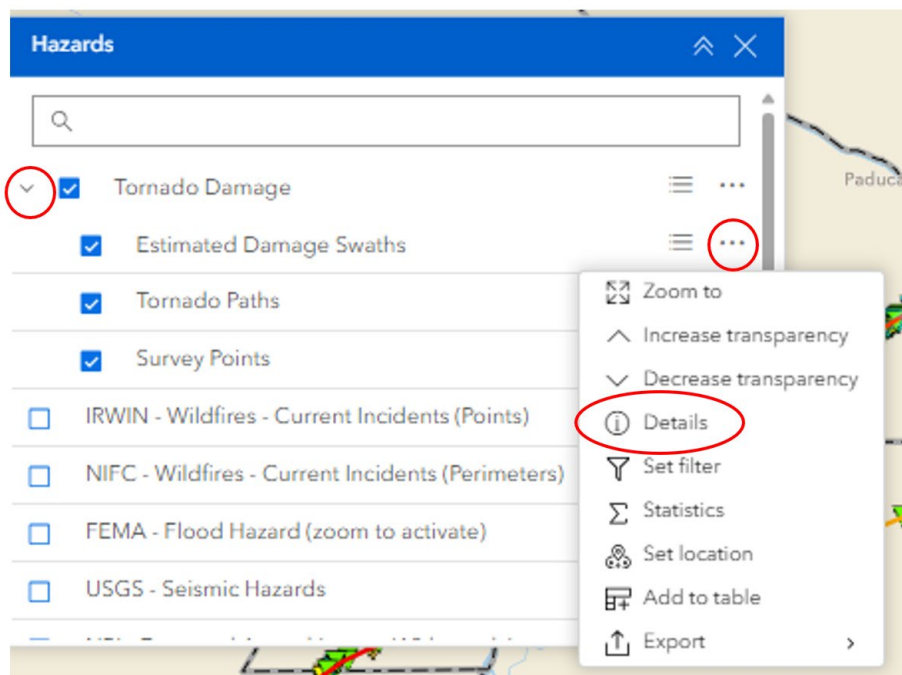 Hazards
Tornado Damage
Paduca
Estimated Damage Swaths
Tornado Paths
Survey Points
IRWIN - Wildfires - Current Incidents (Points)
NIFC - Wildfires - Current Incidents (Perimeters)
FEMA - Flood Hazard (zoom to activate)
USGS - Seismic Hazards
Zoom to
Increase transparency
Decrease transparency
Details
Set filter
Statistics
Set location
Add to table
Export